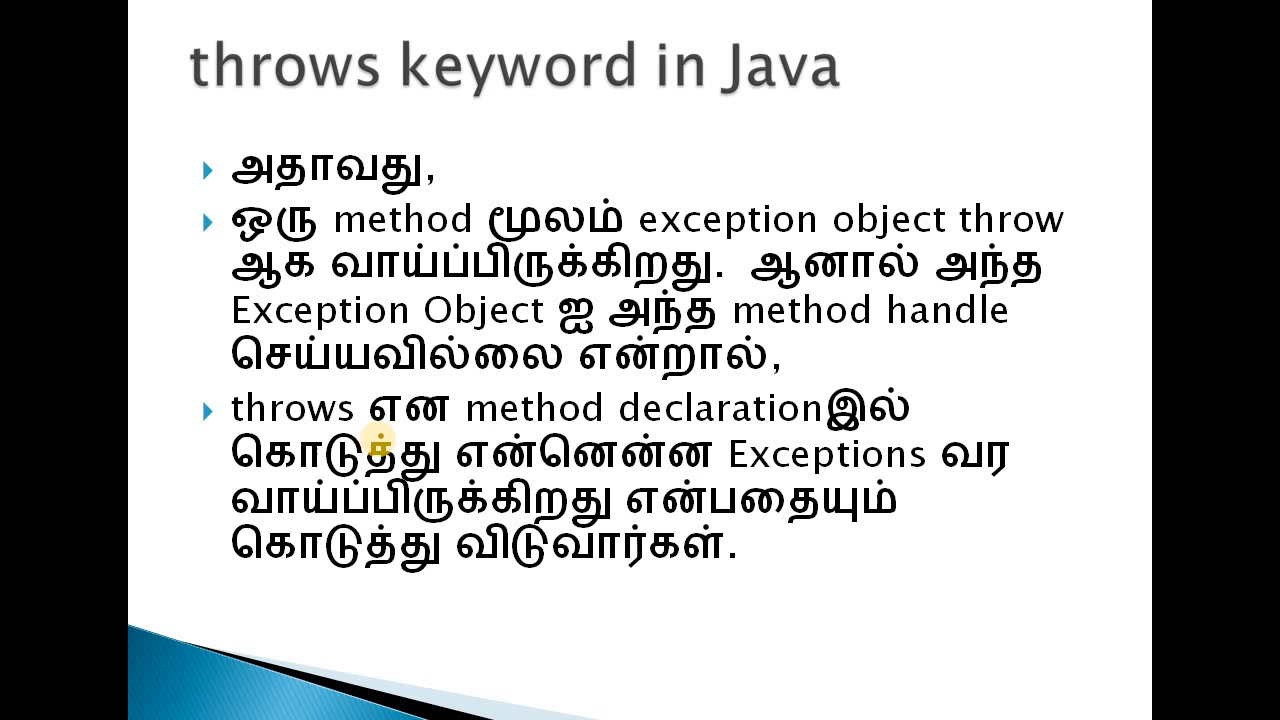 throws keyword in Java
அதாவது,
ஒரு method மூலம் exception object throw
ஆக வாய்ப்பிருக்கிறது. ஆனால் அந்த
Exception Object ஐ அந்த method handle
செய்யவில்லை என்றால்,
throws என method declarationஇல்
கொடுத்து என்னென்ன Exceptions வர
வாய்ப்பிருக்கிறது என்பதையும்
கொடுத்து விடுவார்கள்.